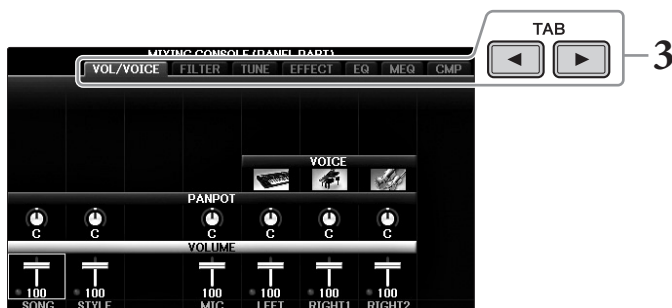 TAB
3
MIXING CONSOLE (PANEL PART)
VOL/VOICE FILTER TUNE EFFECT EQ MEQ CMP
VOICE
PANPOT
C C C C C C
VOLUME
100 100 100 100 100 100
SONG STYLE MIC LEFT RIGHT1 RIGHT2